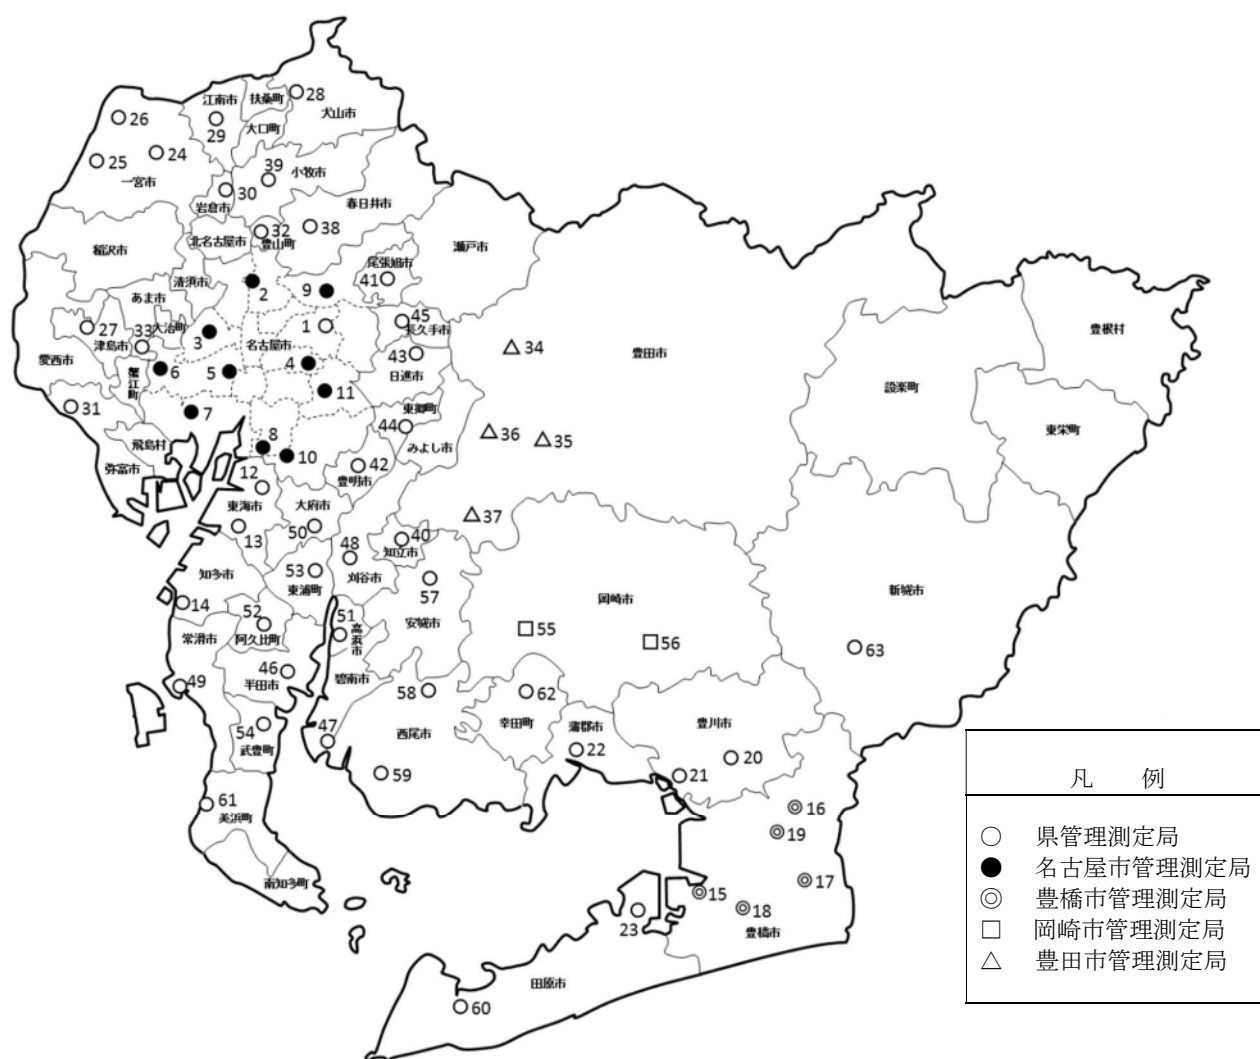 江南市
扶桑町
28
犬山市
26
29
大口町
24
25
39
小牧市
一宮市
30
岩倉市
春日井市
32
38
北名古屋市
豊山町
稲沢市
瀬戸市
尾張旭市
41
清須市
2
9
あま市
45
27
33
大治町
1
長久手市
豊根村
津島市
3
名古屋市
34
豊田市
愛西市
43
4
日進市
6
5
蟹江町
設楽町
11
31
7
東郷町
44
36
35
東栄町
飛島村
8
みよし市
弥富市
10
42
豊明市
12
東海市
大府市
37
13
50
48
40
知立市
知多市
53
刈谷市
東浦町
57
新城市
岡崎市
14
52
51
安城市
常滑市
阿久比町
高浜市
55
56
63
46
半田市
碧南市
49
58
62
54
47
西尾市
幸田町
蒲郡市
豊川市
武豊町
22
20
59
21
61
美浜町
16
19
南知多町
17
15
18
23
豊橋市
田原市
60
凡 例
○ 県管理測定局
● 名古屋市管理測定局
◎ 豊橋市管理測定局
□ 岡崎市管理測定局
△ 豊田市管理測定局